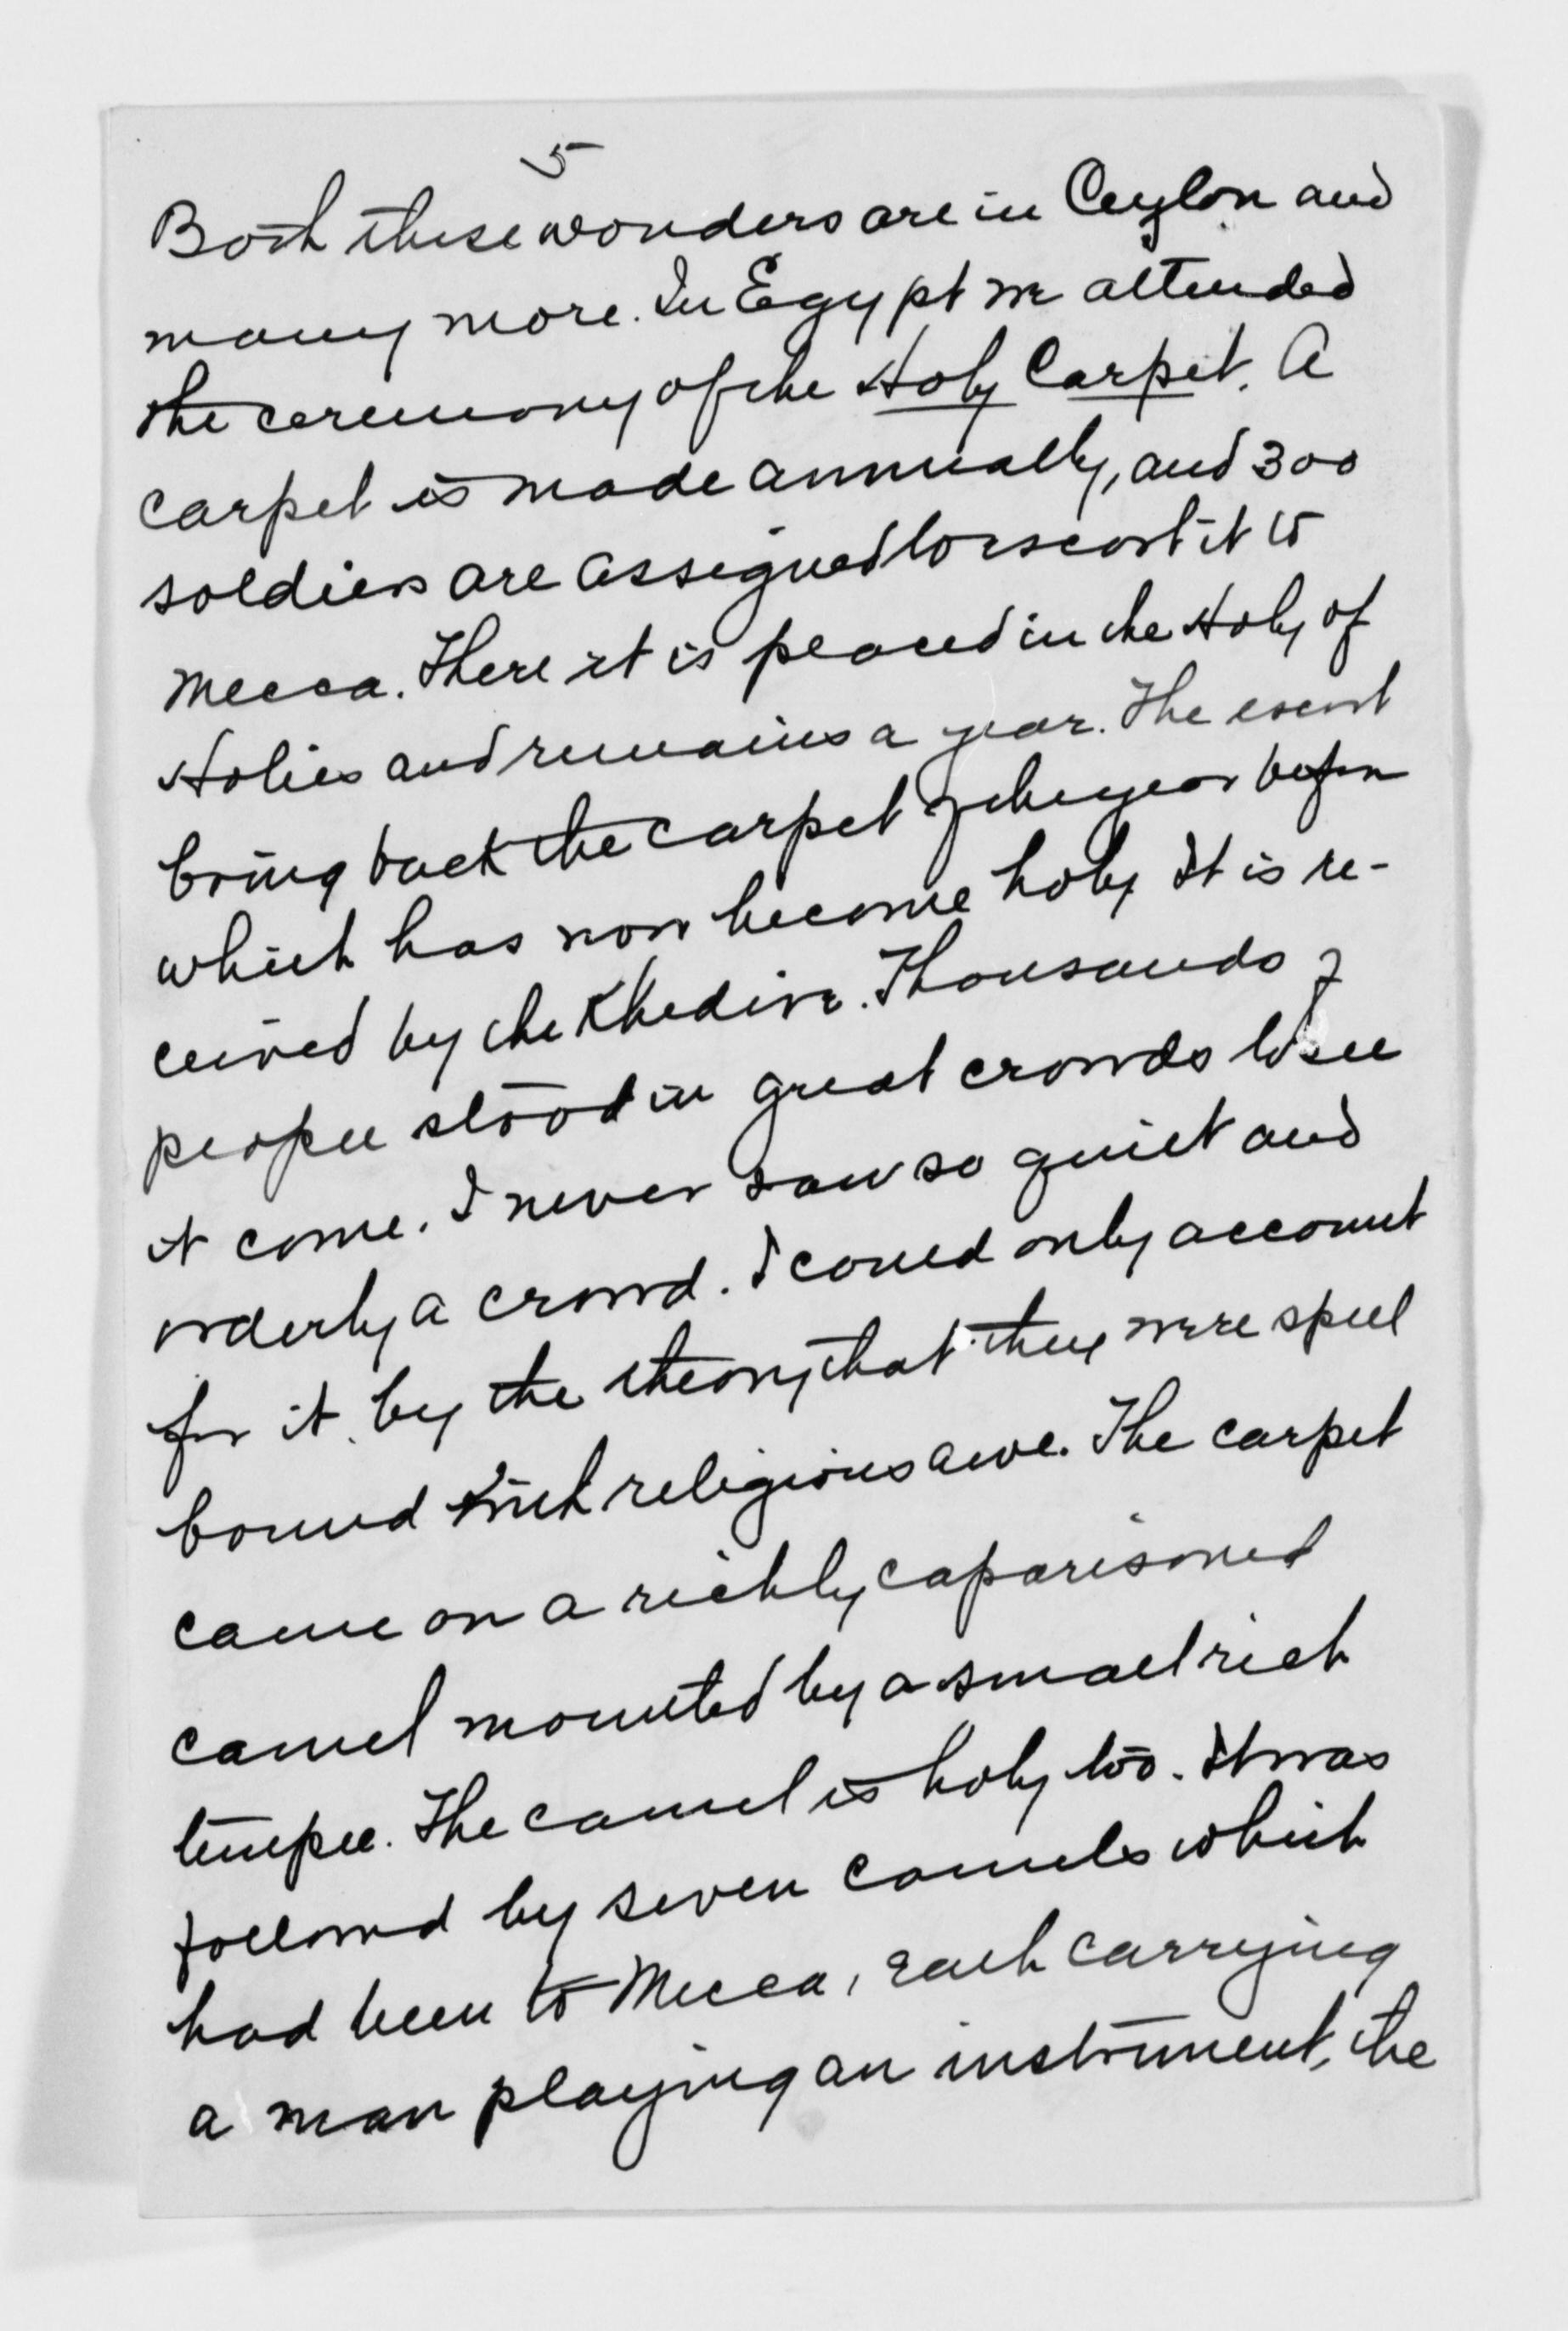 5
Both these wonders are in Ceylon and
many more. In Egypt we attended
the ceremony of the Holy Carpet. A
carpet is made annually, and 300
soldiers are assigned to escort it to
Mecca. There it is placed in the Holy of
Holies and remains a year. The escort
bring back the carpet of the year before
which has now become holy. It is re-
ceived by the Khedive. Thousands of
people stood in great crowds to see
it come. I never saw so quiet and
orderly a crowd. I could only account
for it by the theory that they were spell
bound with religious awe. The carpet
came on a richly caparisoned
camel mounted by a small rich
temple. The camel is holy too. It was
followed by seven camels which
had been to Mecca, each carrying
a man playing an instrument, the